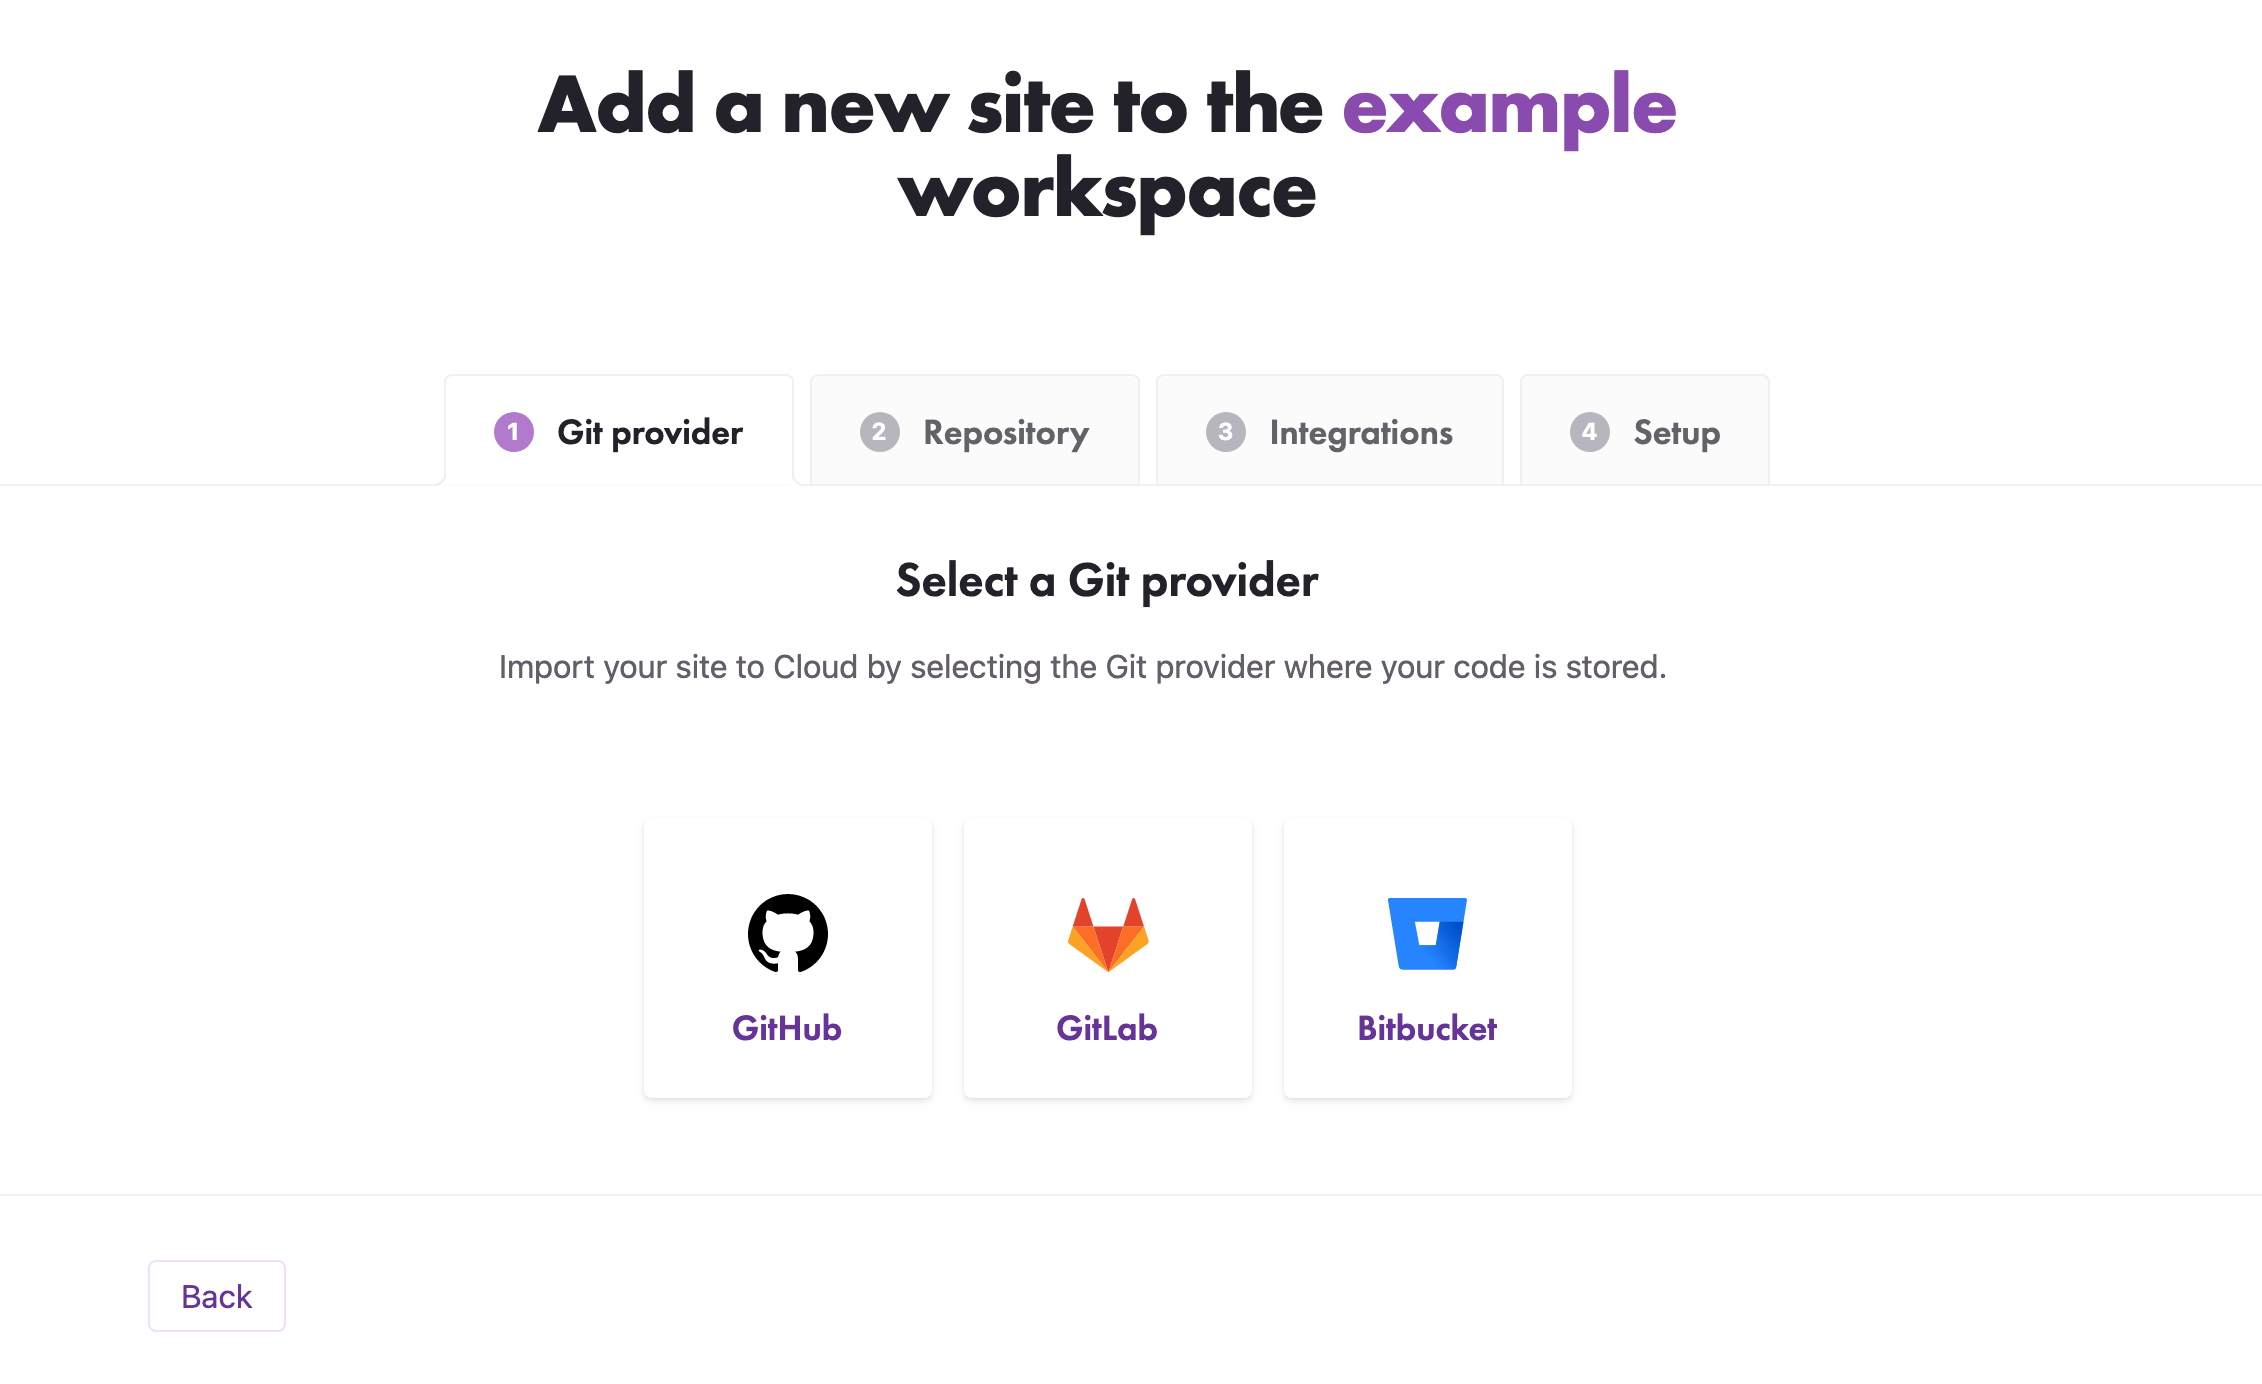 Add a new site to the example
workspace
1 Git provider
2 Repository
3 Integrations
4 Setup
Select a Git provider
Import your site to Cloud by selecting the Git provider where your code is stored.
GitHub
GitLab
Bitbucket
Back